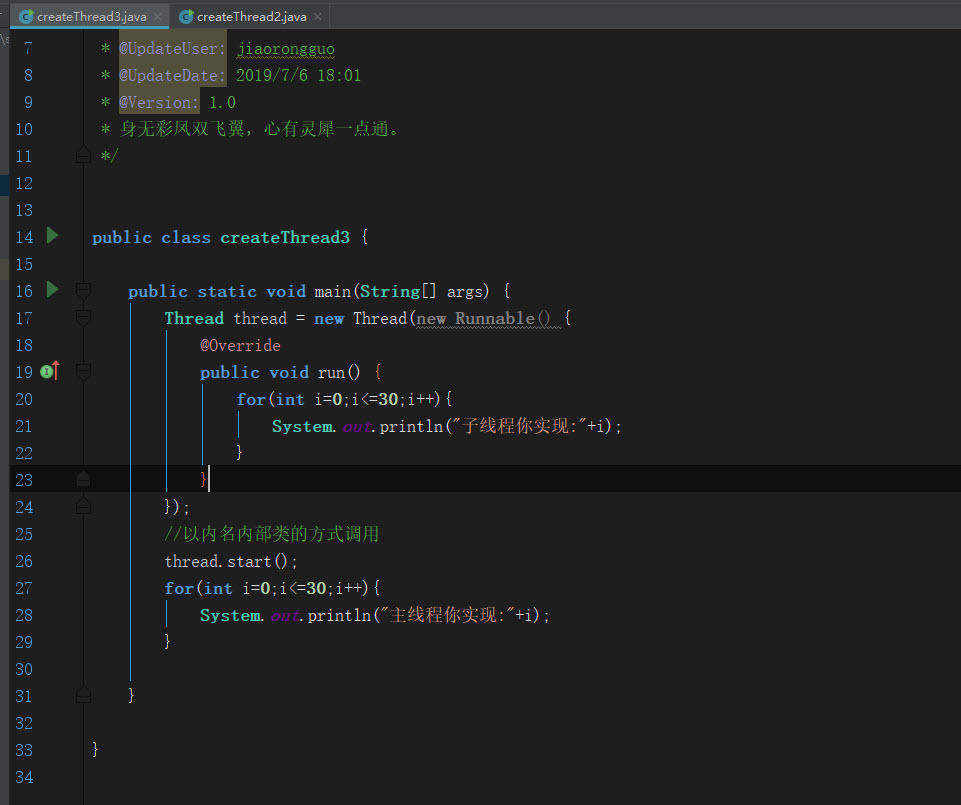 createThread3.java × createThread2.java ×
7 * @UpdateUser: jiaorongguo
8 * @UpdateDate: 2019/7/6 18:01
9 * @Version: 1.0
10 * 身无彩凤双飞翼，心有灵犀一点通。
11 */
12
13
14 public class createThread3 {
15
16 public static void main(String[] args) {
17 Thread thread = new Thread(new Runnable() {
18 @Override
19 public void run() {
20 for(int i=0;i<=30;i++){
21 System.out.println("子线程你实现:"+i);
22 }
23 }
24 });
25 //以内名内部类的方式调用
26 thread.start();
27 for(int i=0;i<=30;i++){
28 System.out.println("主线程你实现:"+i);
29 }
30
31 }
32
33 }
34